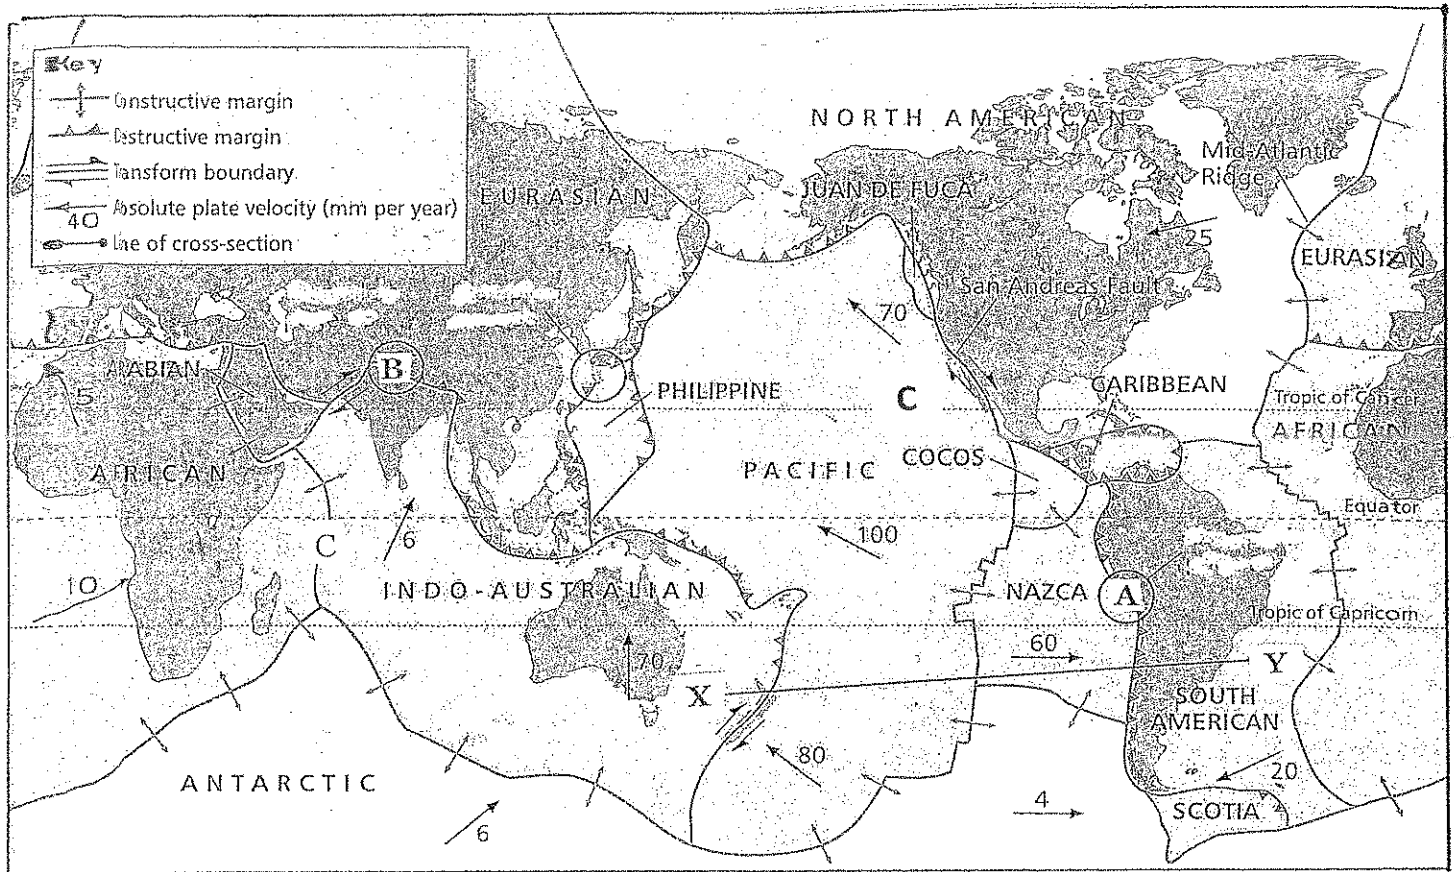 Key
Constructive margin
Destructive margin
Transform boundary
Absolute plate velocity (mm per year)
40
Line of cross-section
NORTH AMERICAN
Mid-Atlantic
Ridge
EURASIAN
JUAN DE FUCA
25
EURASIAN
San Andreas Fault
70
ARABIAN
B
5
PHILIPPINE
C
CARIBBEAN
Tropic of Cancer
AFRICAN
AFRICAN
PACIFIC
COCOS
Equator
C
6
100
10
INDO-AUSTRALIAN
NAZCA
A
Tropic of Capricorn
70
60
X
Y
SOUTH
AMERICAN
80
20
ANTARCTIC
6
4
SCOTIA